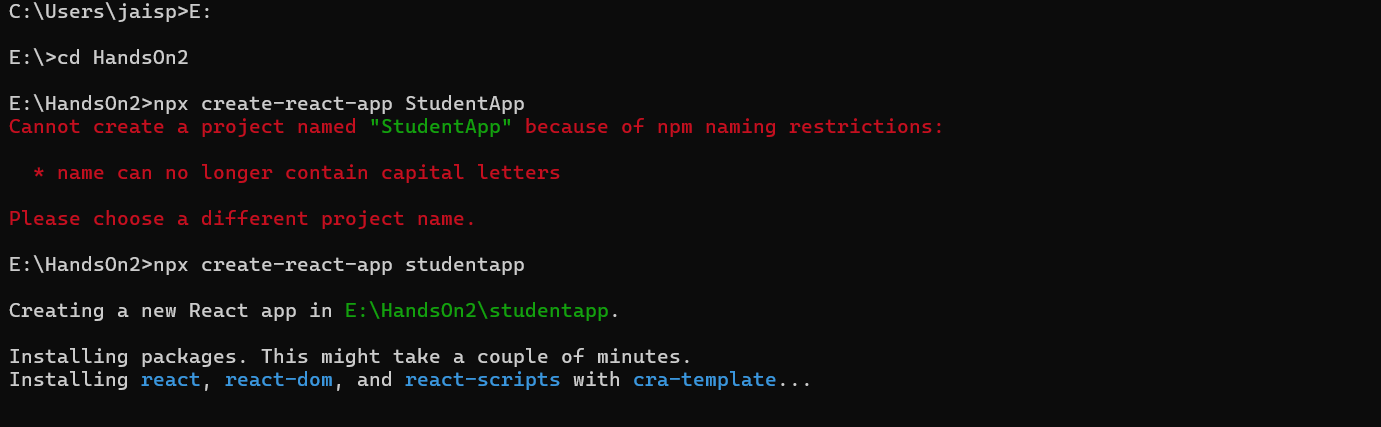 C:\Users\jaisp>E:
E:\>cd HandsOn2
E:\HandsOn2>npx create-react-app StudentApp
Cannot create a project named "StudentApp" because of npm naming restrictions:
  * name can no longer contain capital letters
Please choose a different project name.
E:\HandsOn2>npx create-react-app studentapp
Creating a new React app in E:\HandsOn2\studentapp.
Installing packages. This might take a couple of minutes.
Installing react, react-dom, and react-scripts with cra-template...